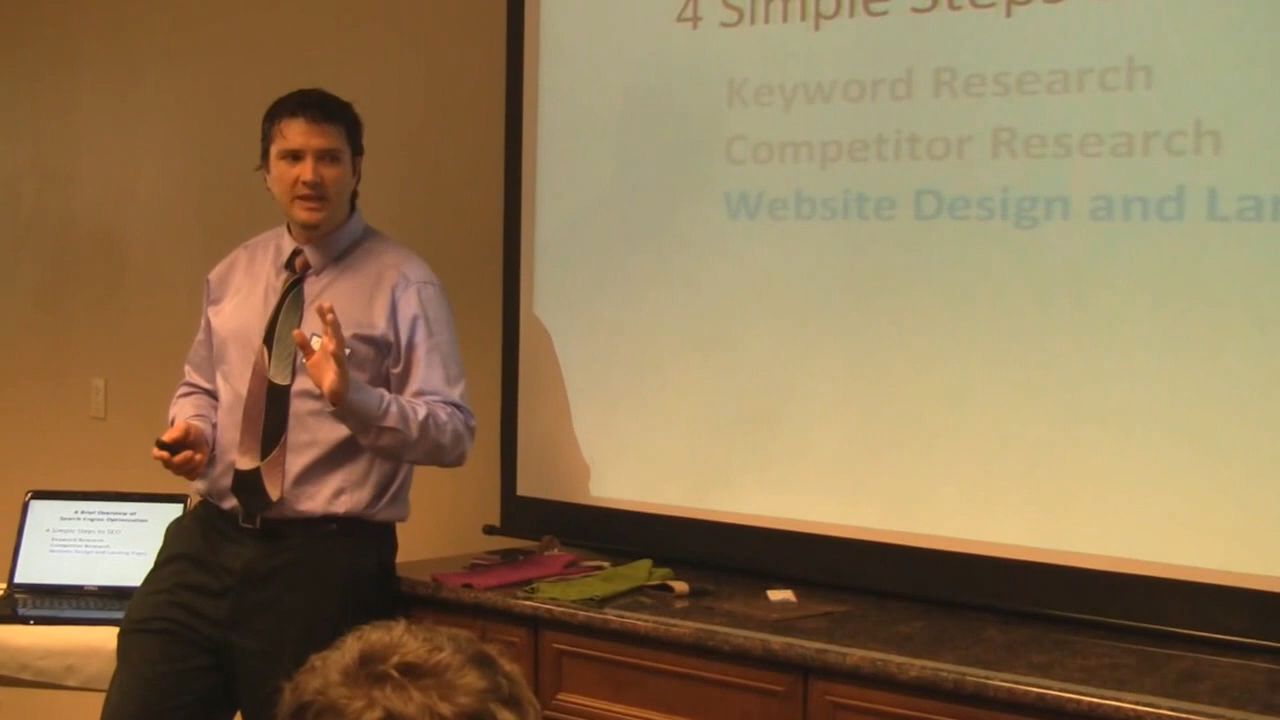 4 Simple Steps
Keyword Research
Competitor Research
Website Design and Lan
A Brief Overview of
Search Engine Optimization
4 Simple Steps to SEO
Keyword Research
Competitor Research
Website Design and Landing Pages